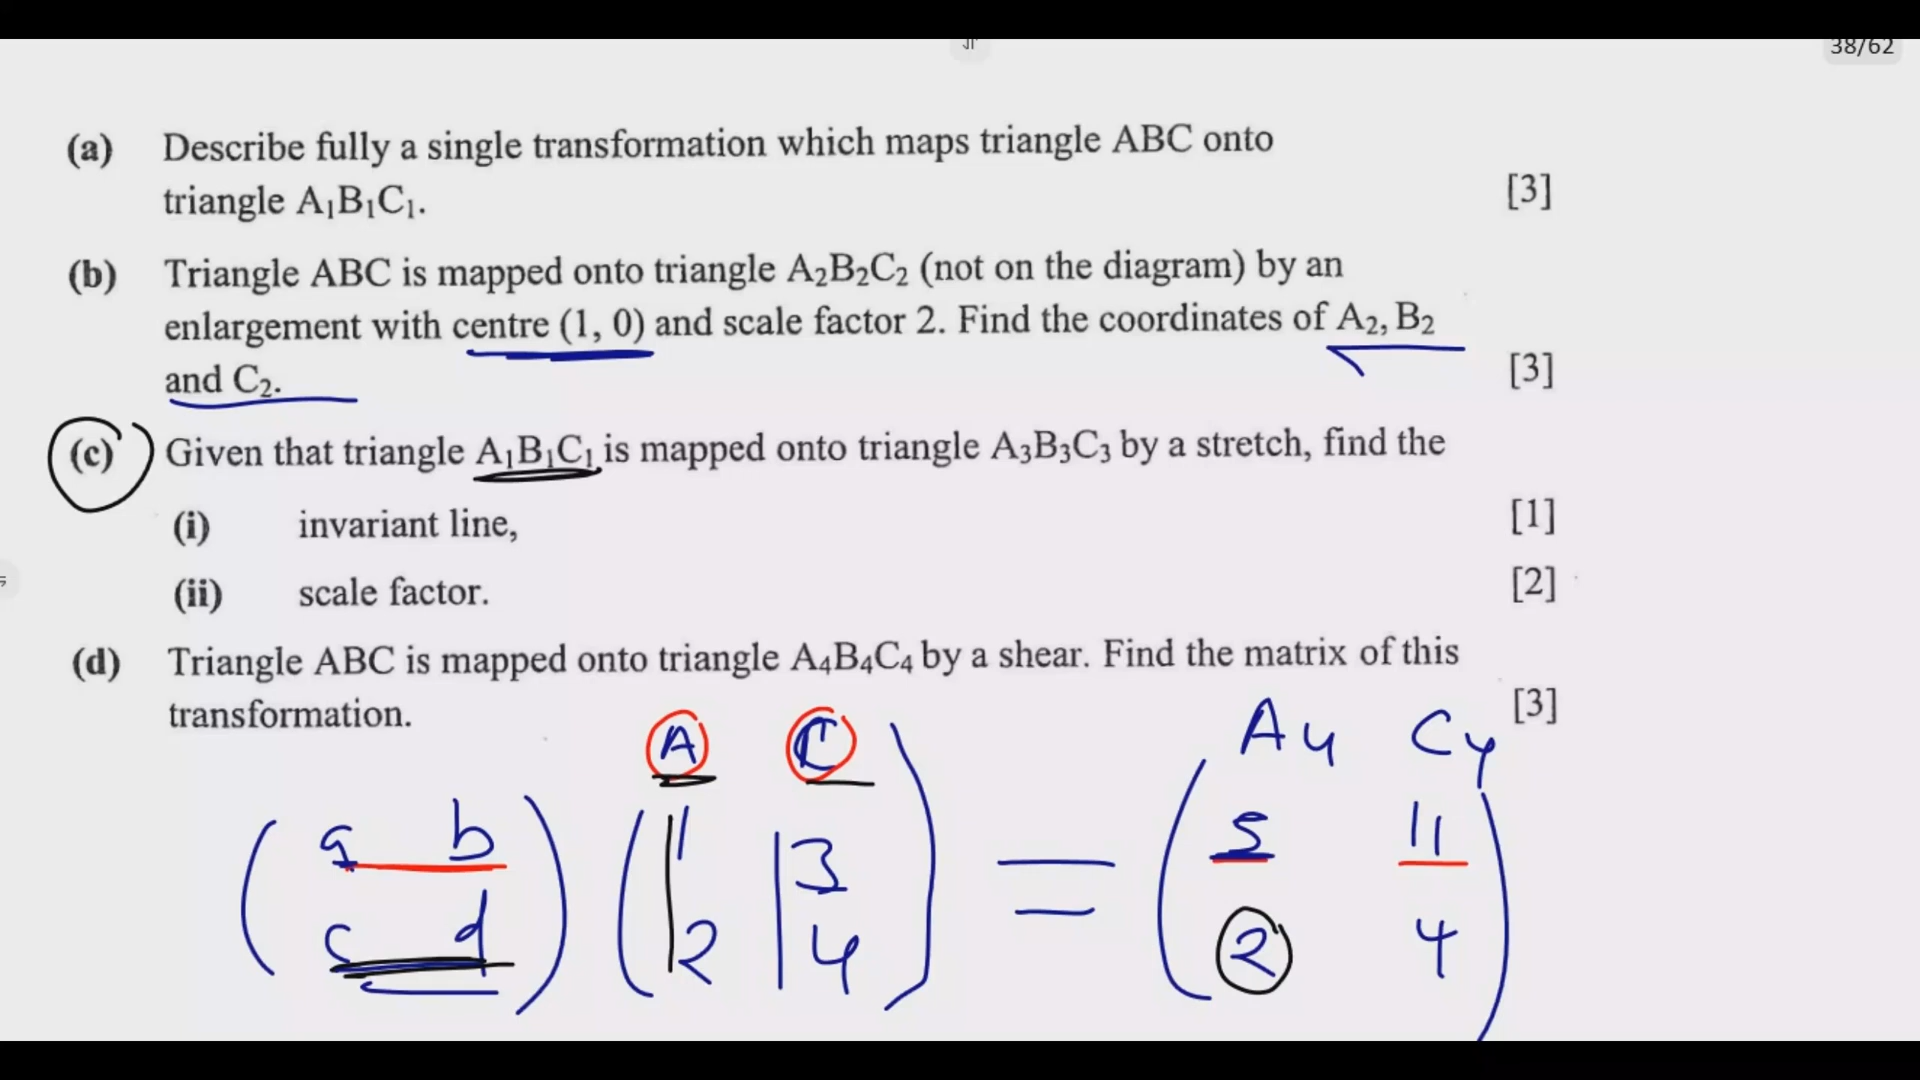 38/62
(a) Describe fully a single transformation which maps triangle ABC onto
triangle A₁B₁C₁. [3]
(b) Triangle ABC is mapped onto triangle A₂B₂C₂ (not on the diagram) by an
enlargement with centre (1, 0) and scale factor 2. Find the coordinates of A₂, B₂
and C₂. [3]
(c) Given that triangle A₁B₁C₁ is mapped onto triangle A₃B₃C₃ by a stretch, find the
(i) invariant line, [1]
(ii) scale factor. [2]
(d) Triangle ABC is mapped onto triangle A₄B₄C₄ by a shear. Find the matrix of this
transformation. [3]
A C A4 C4
( a b ) ( 1 3 ) = ( 5 11 )
( c d ) ( 2 4 ) ( 2 4 )